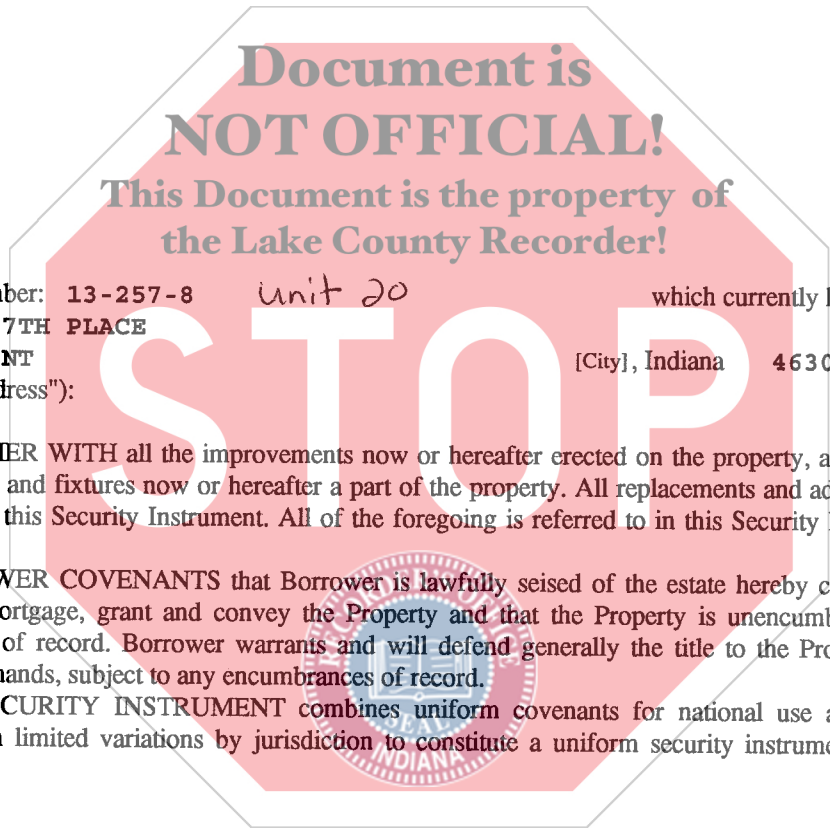 Document is
NOT OFFICIAL!
This Document is the property of
the Lake County Recorder!
ber: 13-257-8 Unit 20 which currently
7TH PLACE
NT [City], Indiana 4630
dress"):
STOP
ER WITH all the improvements now or hereafter erected on the property, a
and fixtures now or hereafter a part of the property. All replacements and ad
this Security Instrument. All of the foregoing is referred to in this Security
WER COVENANTS that Borrower is lawfully seised of the estate hereby c
ortgage, grant and convey the Property and that the Property is unencumb
of record. Borrower warrants and will defend generally the title to the Pro
ands, subject to any encumbrances of record.
CURITY INSTRUMENT combines uniform covenants for national use a
limited variations by jurisdiction to constitute a uniform security instrume
RECORDER'S OFFICE
SEAL
INDIANA